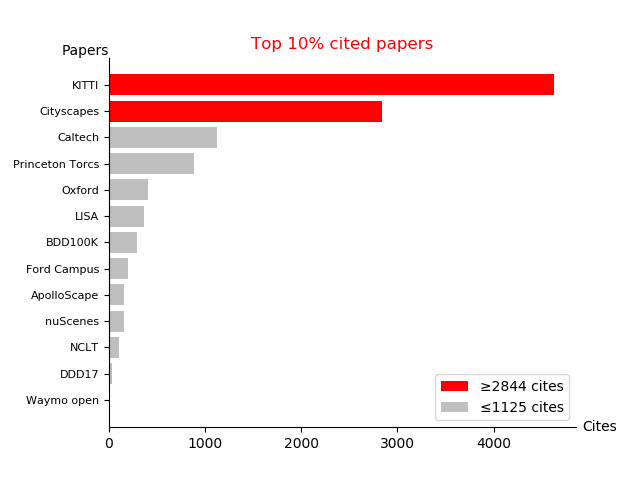 Top 10% cited papers
Papers
KITTI
Cityscapes
Caltech
Princeton Torcs
Oxford
LISA
BDD100K
Ford Campus
ApolloScape
nuScenes
NCLT
DDD17
Waymo open
≥2844 cites
≤1125 cites
0 1000 2000 3000 4000
Cites